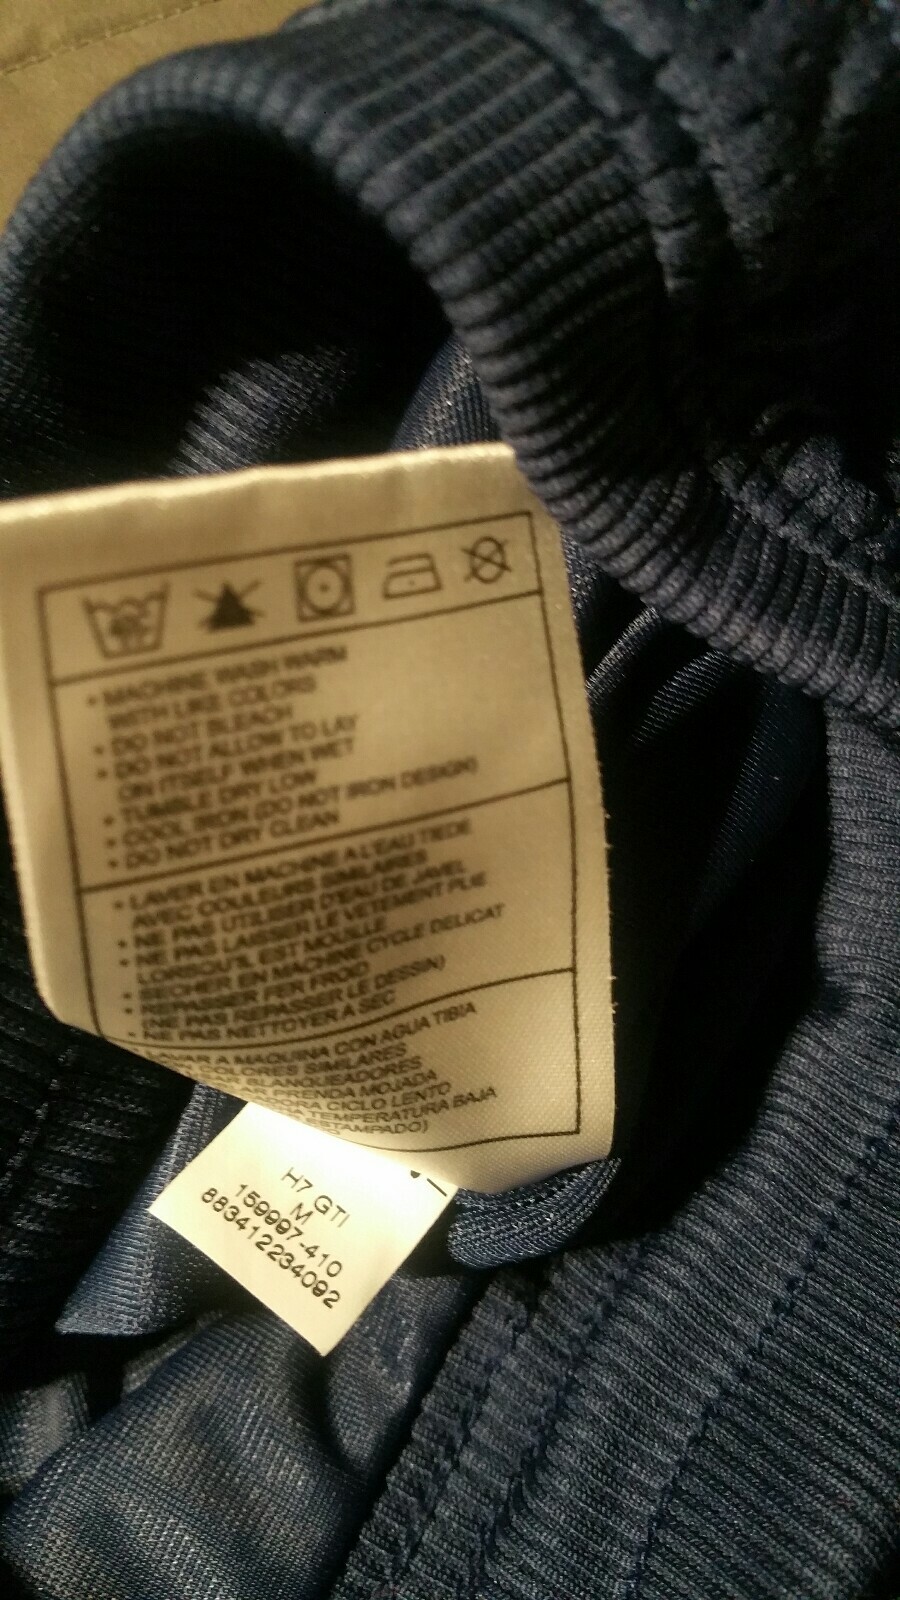 • MACHINE WASH WARM
WITH LIKE COLORS
• DO NOT BLEACH
• DO NOT ALLOW TO LAY
ON ITSELF WHEN WET
• TUMBLE DRY LOW
• COOL IRON (DO NOT IRON DESIGN)
• DO NOT DRY CLEAN
• LAVER EN MACHINE A L'EAU TIEDE
AVEC COULEURS SIMILAIRES
• NE PAS UTILISER D'EAU DE JAVEL
• NE PAS LAISSER LE VETEMENT PLIE
LORSQU'IL EST MOUILLE
• SECHER EN MACHINE CYCLE DELICAT
• REPASSER FER FROID
(NE PAS REPASSER LE DESSIN)
• NE PAS NETTOYER A SEC
A MAQUINA CON AGUA TIBIA
COLORES SIMILARES
BLANQUEADORES
PRENDA MOJADA
A CICLO LENTO
TEMPERATURA BAJA
ESTAMPADO)
H7 GTI
M
159997-410
883412234092